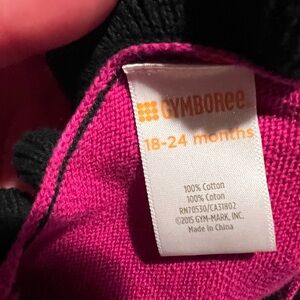 GYMBOREE
18-24 months
100% Cotton
100% Coton
RN70530/CA31802
©2015 GYM-MARK, INC.
Made in China